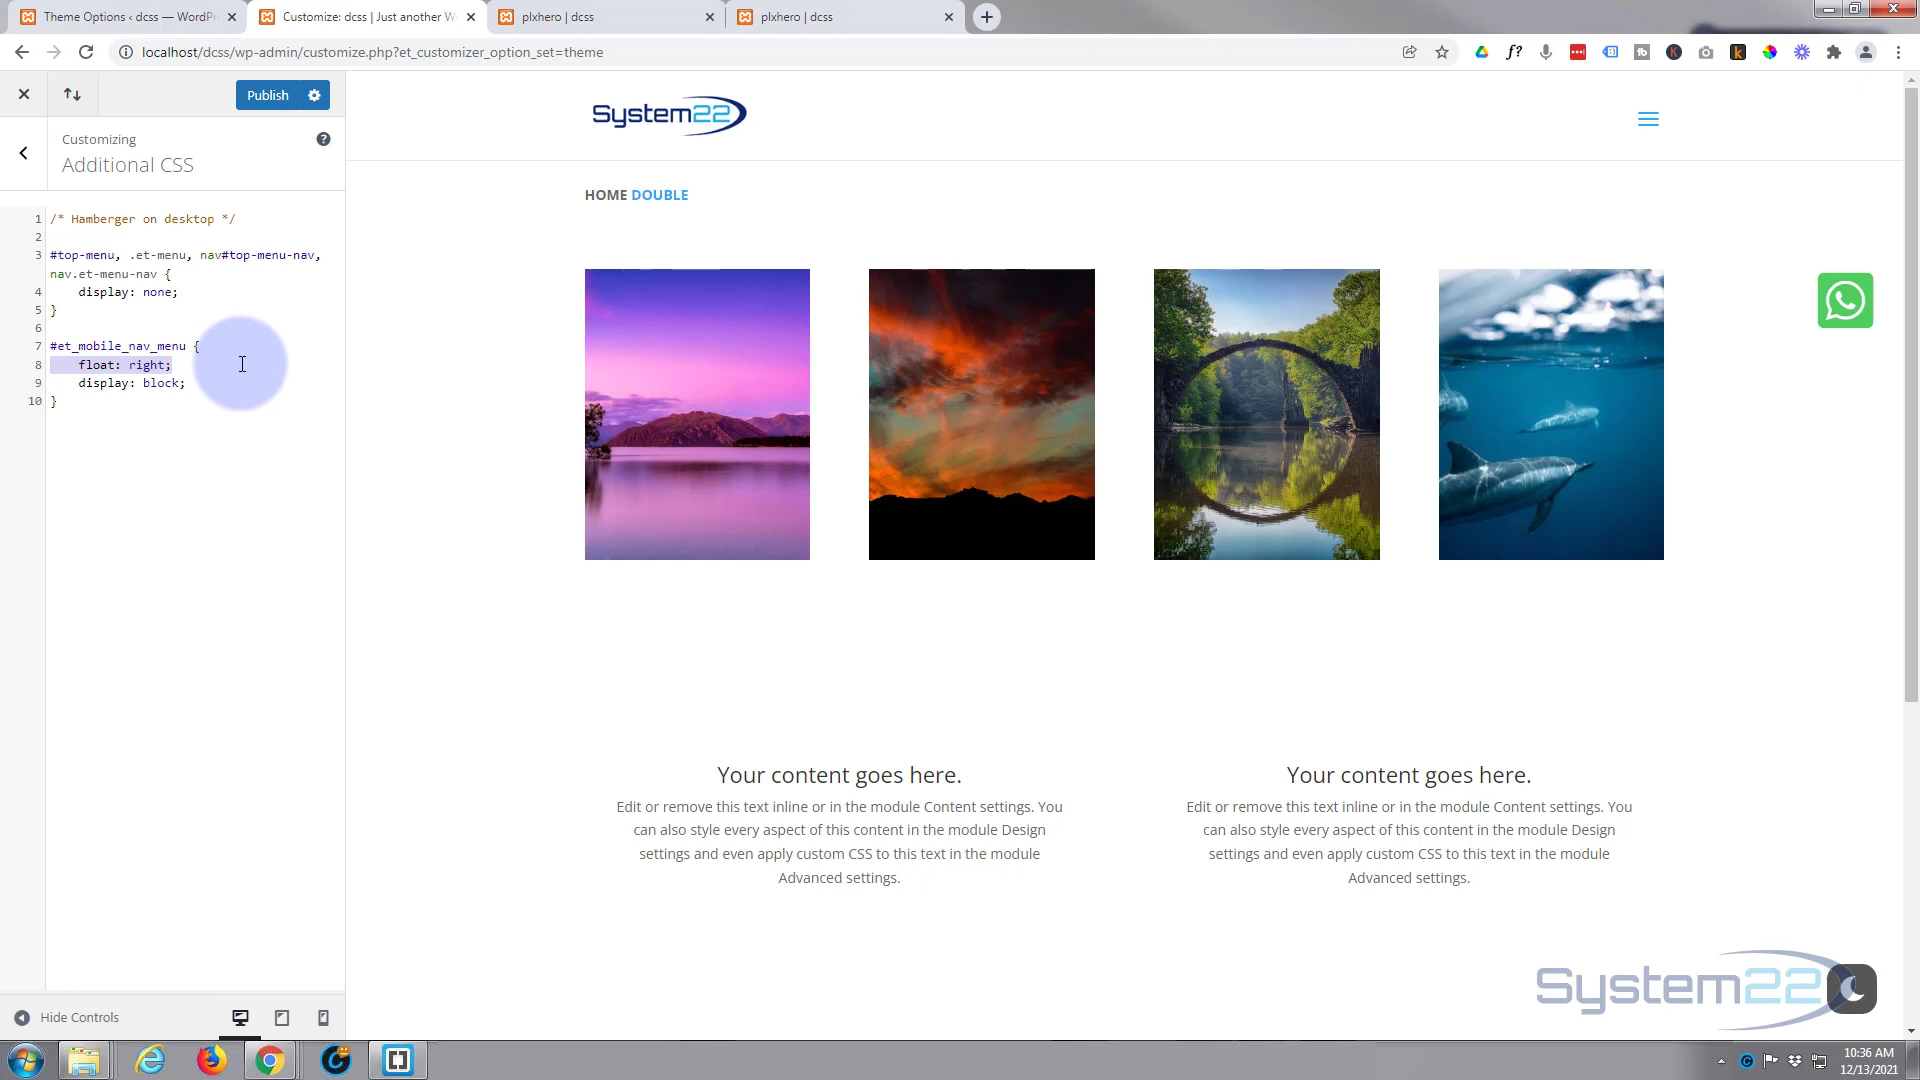 Theme Options ‹ dcss — WordPr
Customize: dcss | Just another W
plxhero | dcss
plxhero | dcss
localhost/dcss/wp-admin/customize.php?et_customizer_option_set=theme
Publish
Customizing
Additional CSS
1 /* Hamberger on desktop */
2
3 #top-menu, .et-menu, nav#top-menu-nav,
nav.et-menu-nav {
4 display: none;
5 }
6
7 #et_mobile_nav_menu {
8 float: right;
9 display: block;
10 }
Hide Controls
System22
HOME DOUBLE
Your content goes here.
Edit or remove this text inline or in the module Content settings. You
can also style every aspect of this content in the module Design
settings and even apply custom CSS to this text in the module
Advanced settings.
Your content goes here.
Edit or remove this text inline or in the module Content settings. You
can also style every aspect of this content in the module Design
settings and even apply custom CSS to this text in the module
Advanced settings.
System22
10:36 AM
12/13/2021